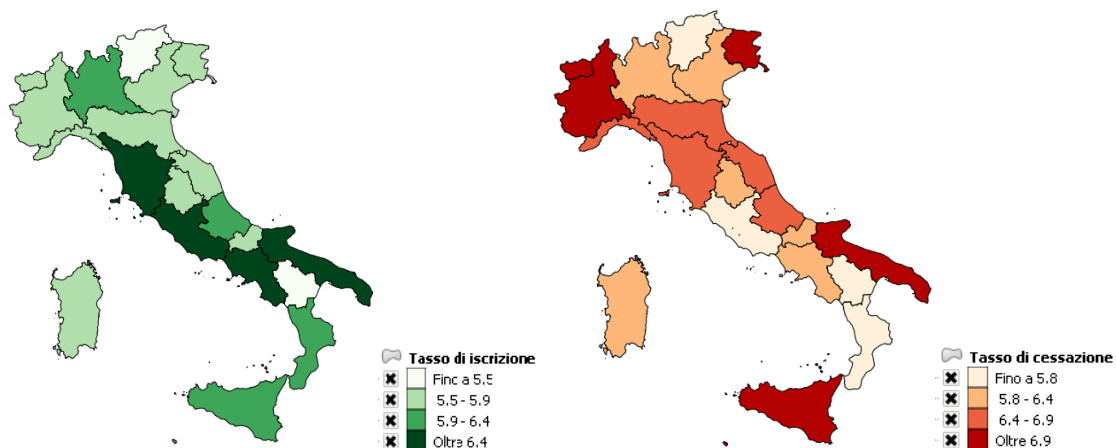 Tasso di iscrizione
Finc a 5.5
5.5 - 5.9
5.9 - 6.4
Oltre 6.4
Tasso di cessazione
Fino a 5.8
5.8 - 6.4
6.4 - 6.9
Oltre 6.9